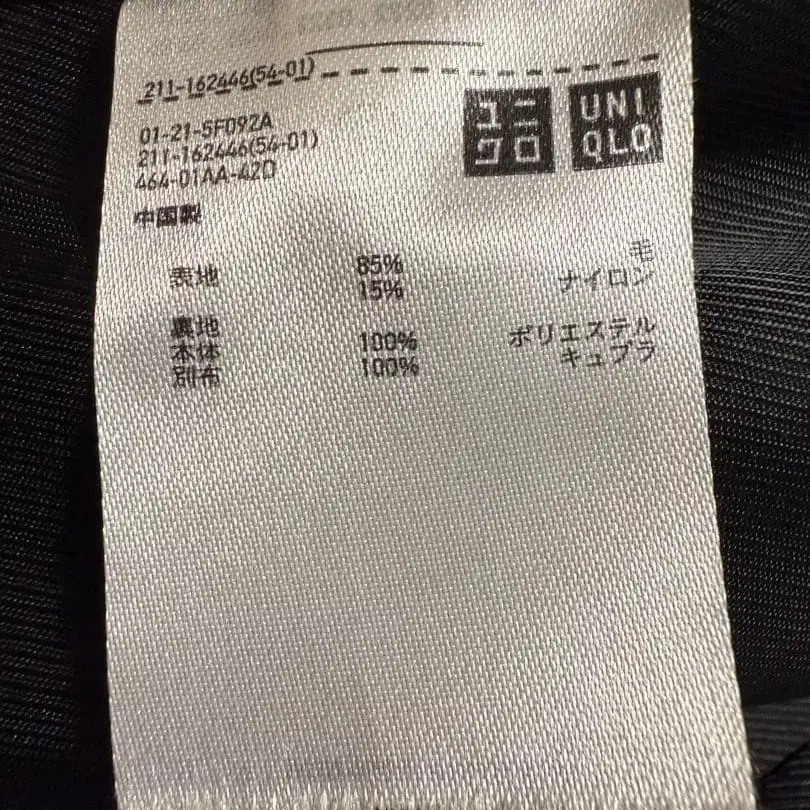 211-162446(54-01)
ユニ
クロ
UNI
QLO
01-21-5F092A
211-162446(54-01)
464-01AA-42D
中国製
表地 85% 毛
15% ナイロン
裏地
本体 100% ポリエステル
別布 100% キュプラ